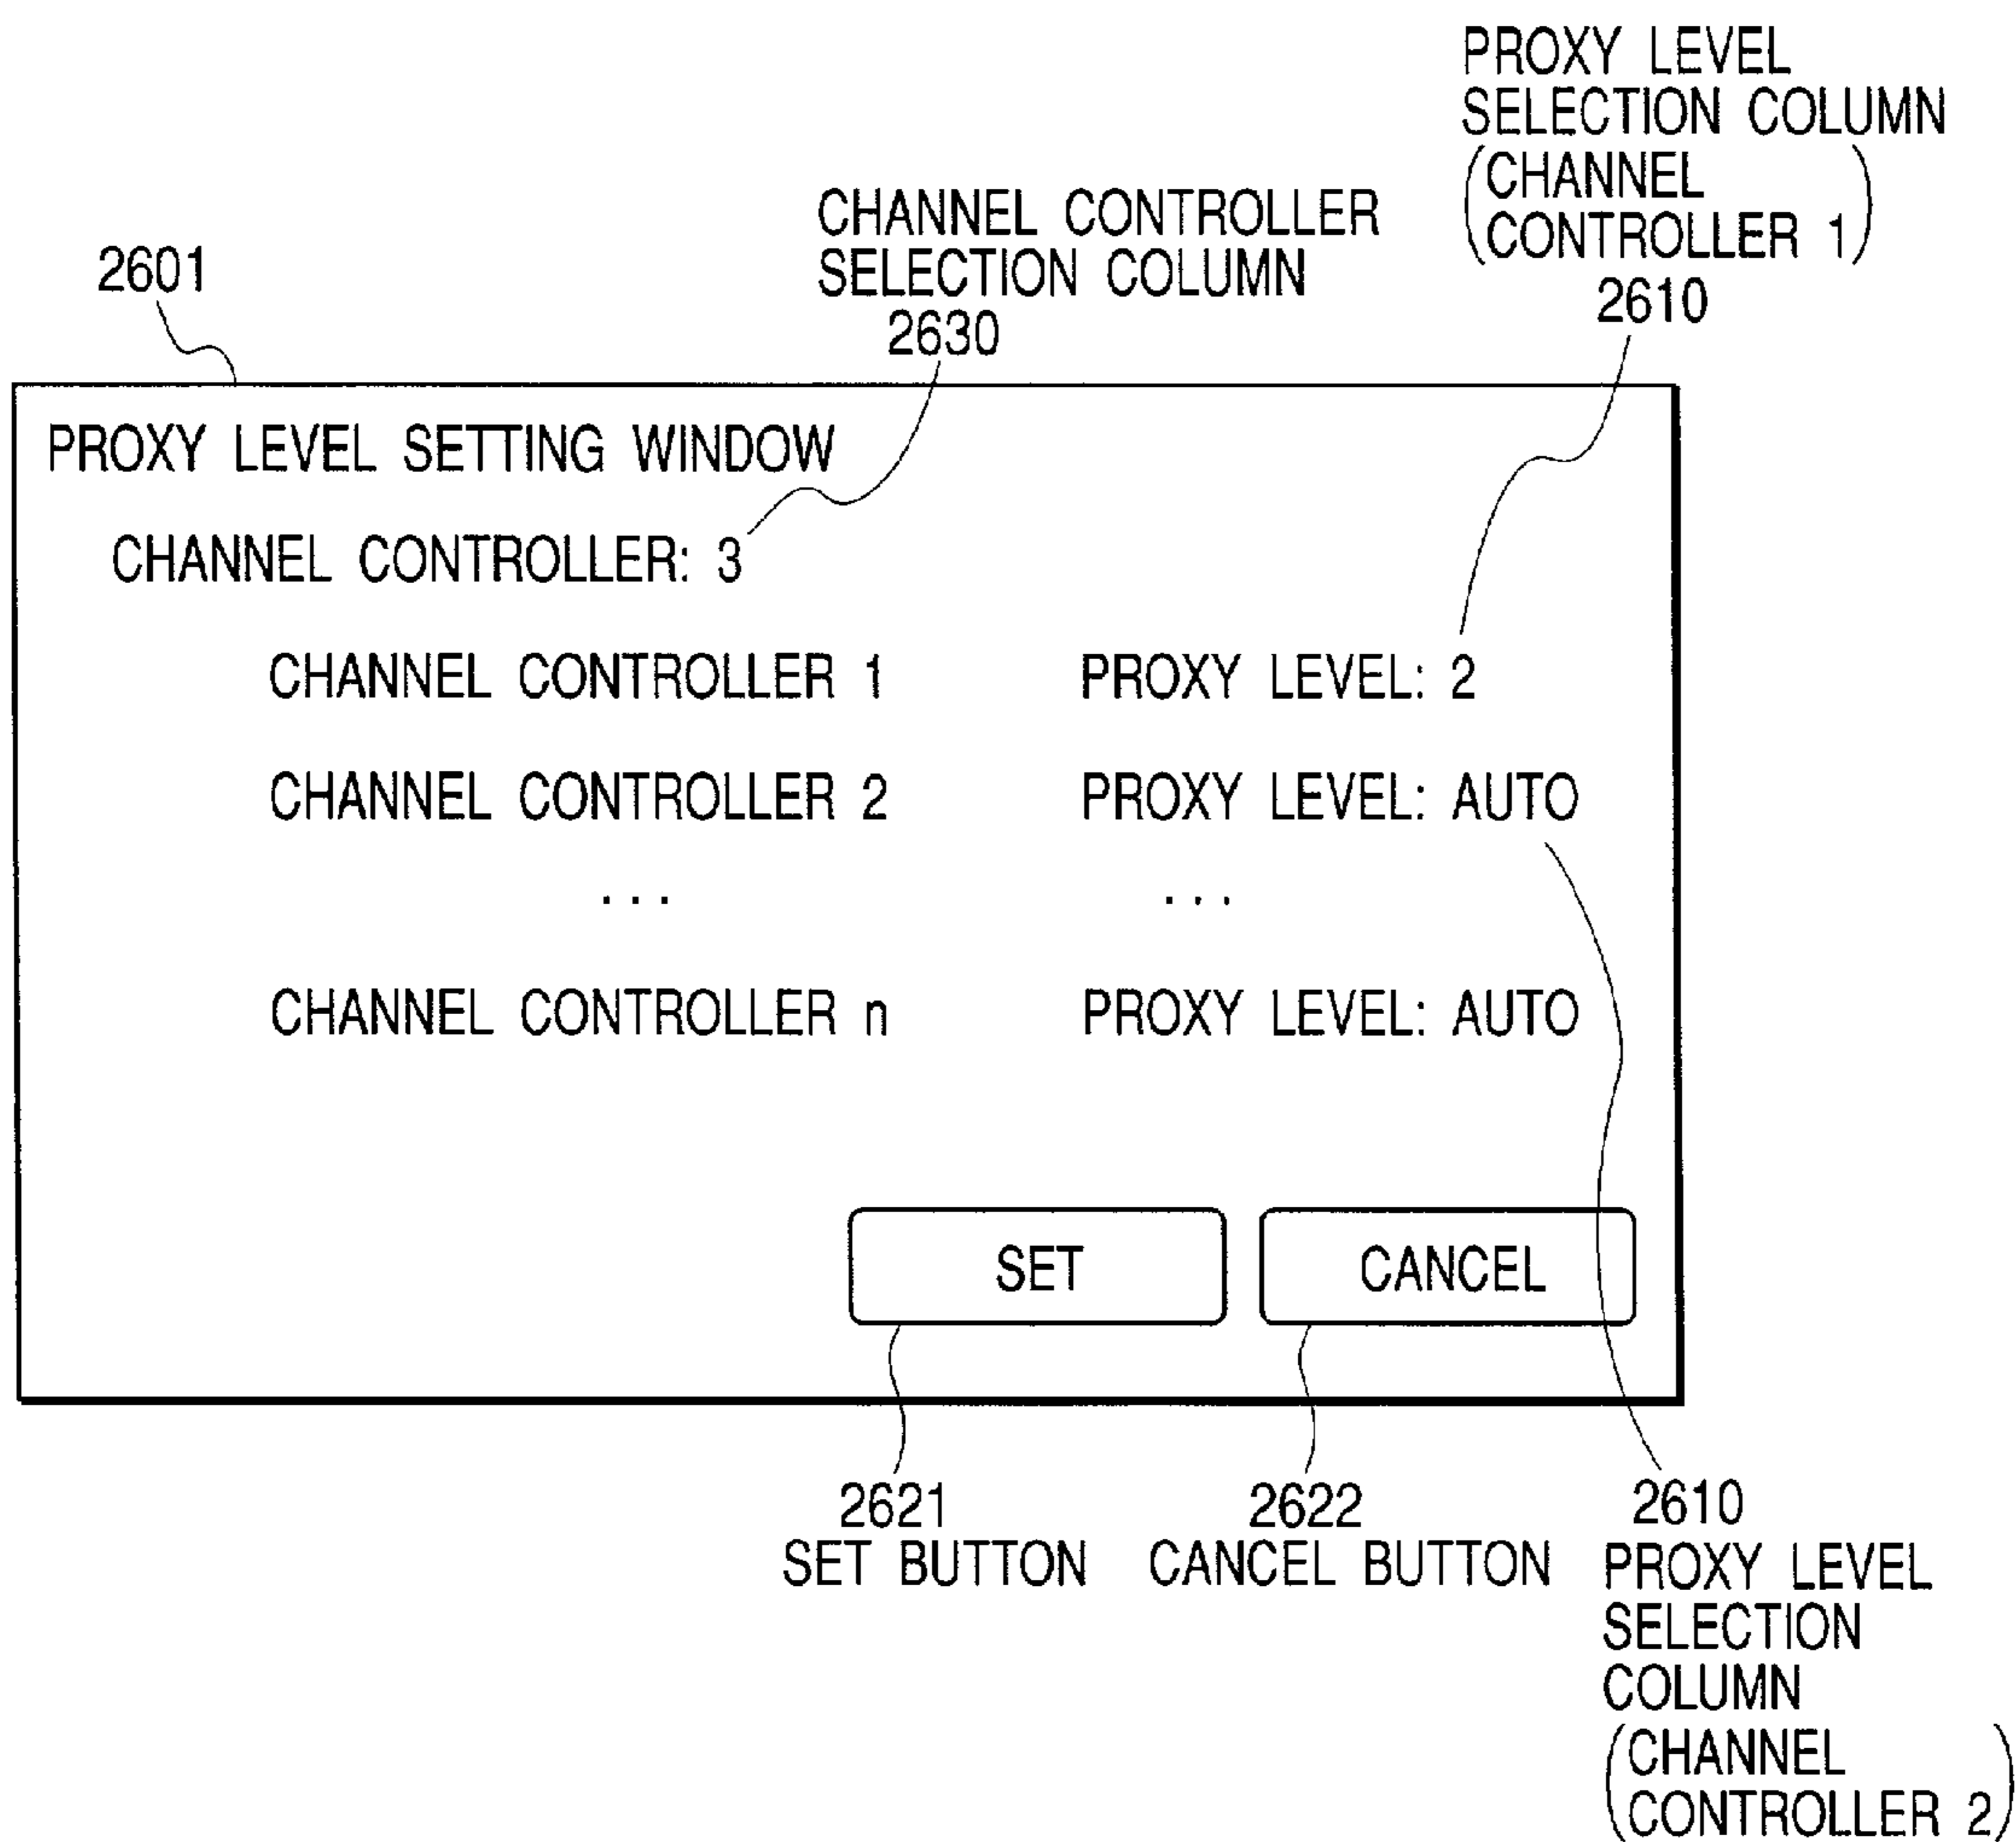 PROXY LEVEL
SELECTION COLUMN
(CHANNEL
CONTROLLER 1)
2610
CHANNEL CONTROLLER
SELECTION COLUMN
2630
2601
PROXY LEVEL SETTING WINDOW
CHANNEL CONTROLLER: 3
CHANNEL CONTROLLER 1 PROXY LEVEL: 2
CHANNEL CONTROLLER 2 PROXY LEVEL: AUTO
... ...
CHANNEL CONTROLLER n PROXY LEVEL: AUTO
SET CANCEL
2621
SET BUTTON
2622
CANCEL BUTTON
2610
PROXY LEVEL
SELECTION
COLUMN
(CHANNEL
CONTROLLER 2)